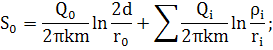 S₀ = Q₀/2πkm ln 2d/r₀ + ∑ Qᵢ/2πkm ln ρᵢ/rᵢ;